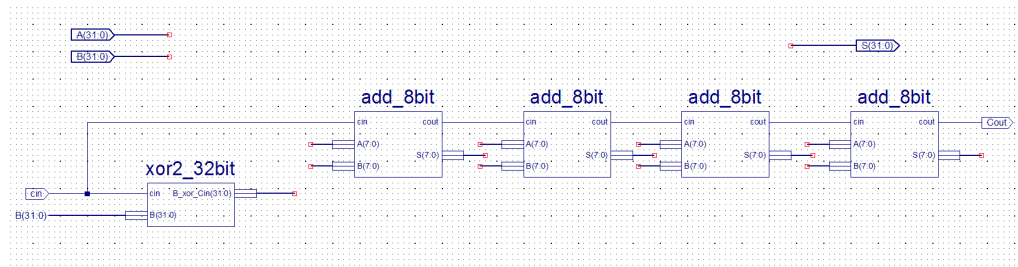 A(31:0)
B(31:0)
S(31:0)
add_8bit
add_8bit
add_8bit
add_8bit
cin
cout
cin
cout
cin
cout
cin
cout
Cout
A(7:0)
A(7:0)
A(7:0)
A(7:0)
S(7:0)
S(7:0)
S(7:0)
S(7:0)
B(7:0)
B(7:0)
B(7:0)
B(7:0)
xor2_32bit
cin
cin
B_xor_Cin(31:0)
B(31:0)
B(31:0)